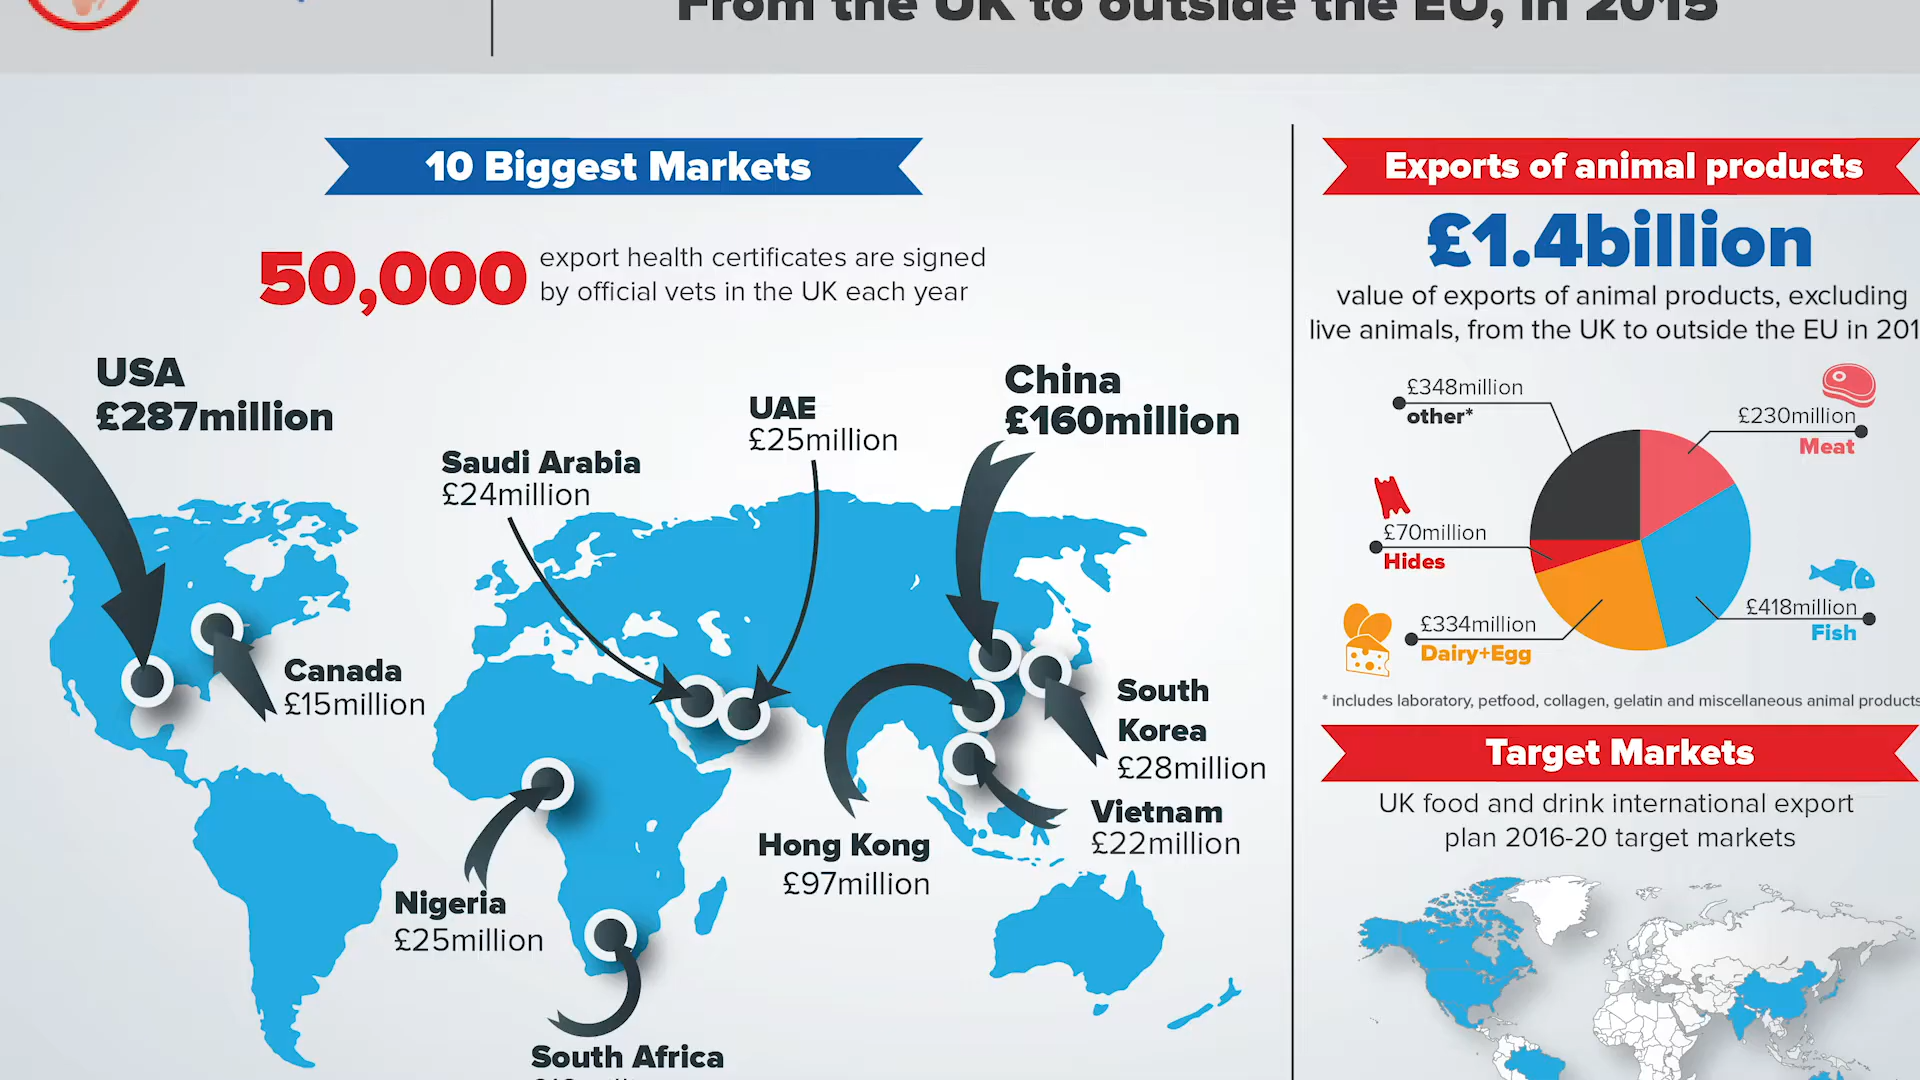 From the UK to outside the EU, in 2015
10 Biggest Markets
50,000
export health certificates are signed
by official vets in the UK each year
USA
£287million
Saudi Arabia
£24million
UAE
£25million
China
£160million
Canada
£15million
South
Korea
£28million
Vietnam
£22million
Hong Kong
£97million
Nigeria
£25million
South Africa
Exports of animal products
£1.4billion
value of exports of animal products, excluding
live animals, from the UK to outside the EU in 201
£348million
other*
£230million
Meat
£70million
Hides
£418million
Fish
£334million
Dairy+Egg
* includes laboratory, petfood, collagen, gelatin and miscellaneous animal products
Target Markets
UK food and drink international export
plan 2016-20 target markets